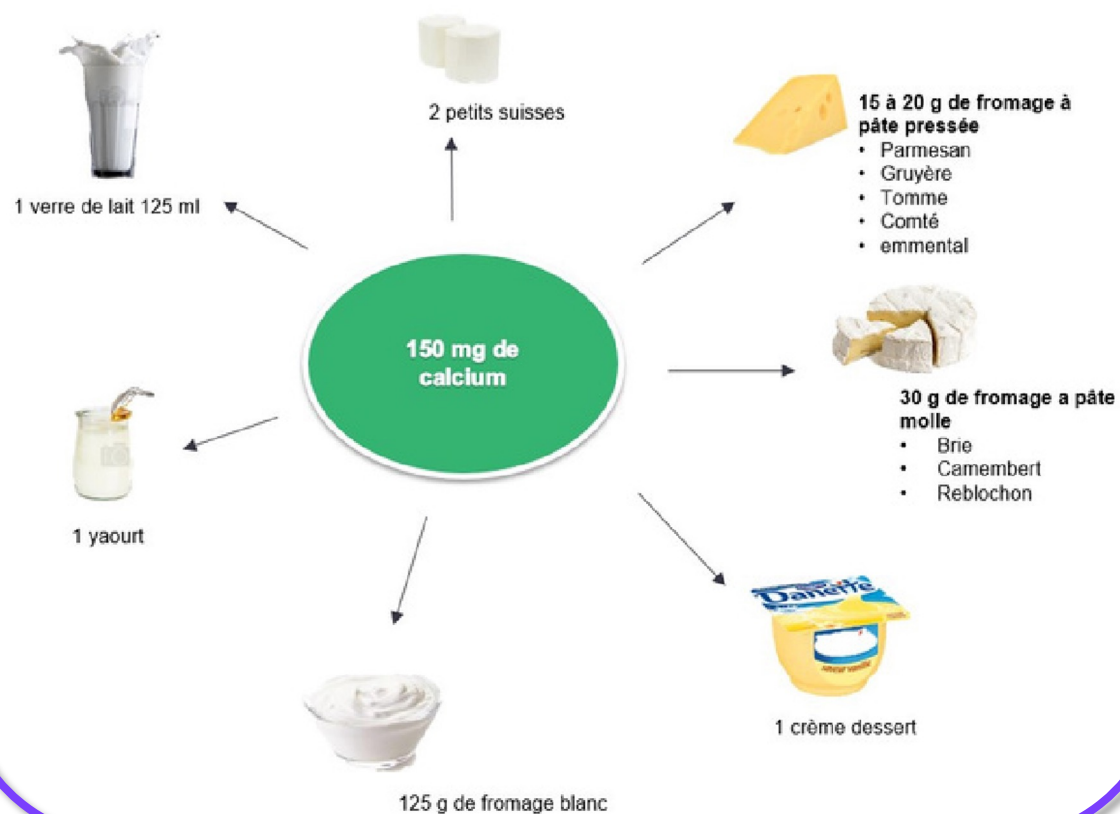 2 petits suisses
1 verre de lait 125 ml
15 à 20 g de fromage à
pâte pressée
• Parmesan
• Gruyère
• Tomme
• Comté
• emmental
150 mg de
calcium
30 g de fromage a pâte
molle
• Brie
• Camembert
• Reblochon
1 yaourt
Danette
1 crème dessert
125 g de fromage blanc